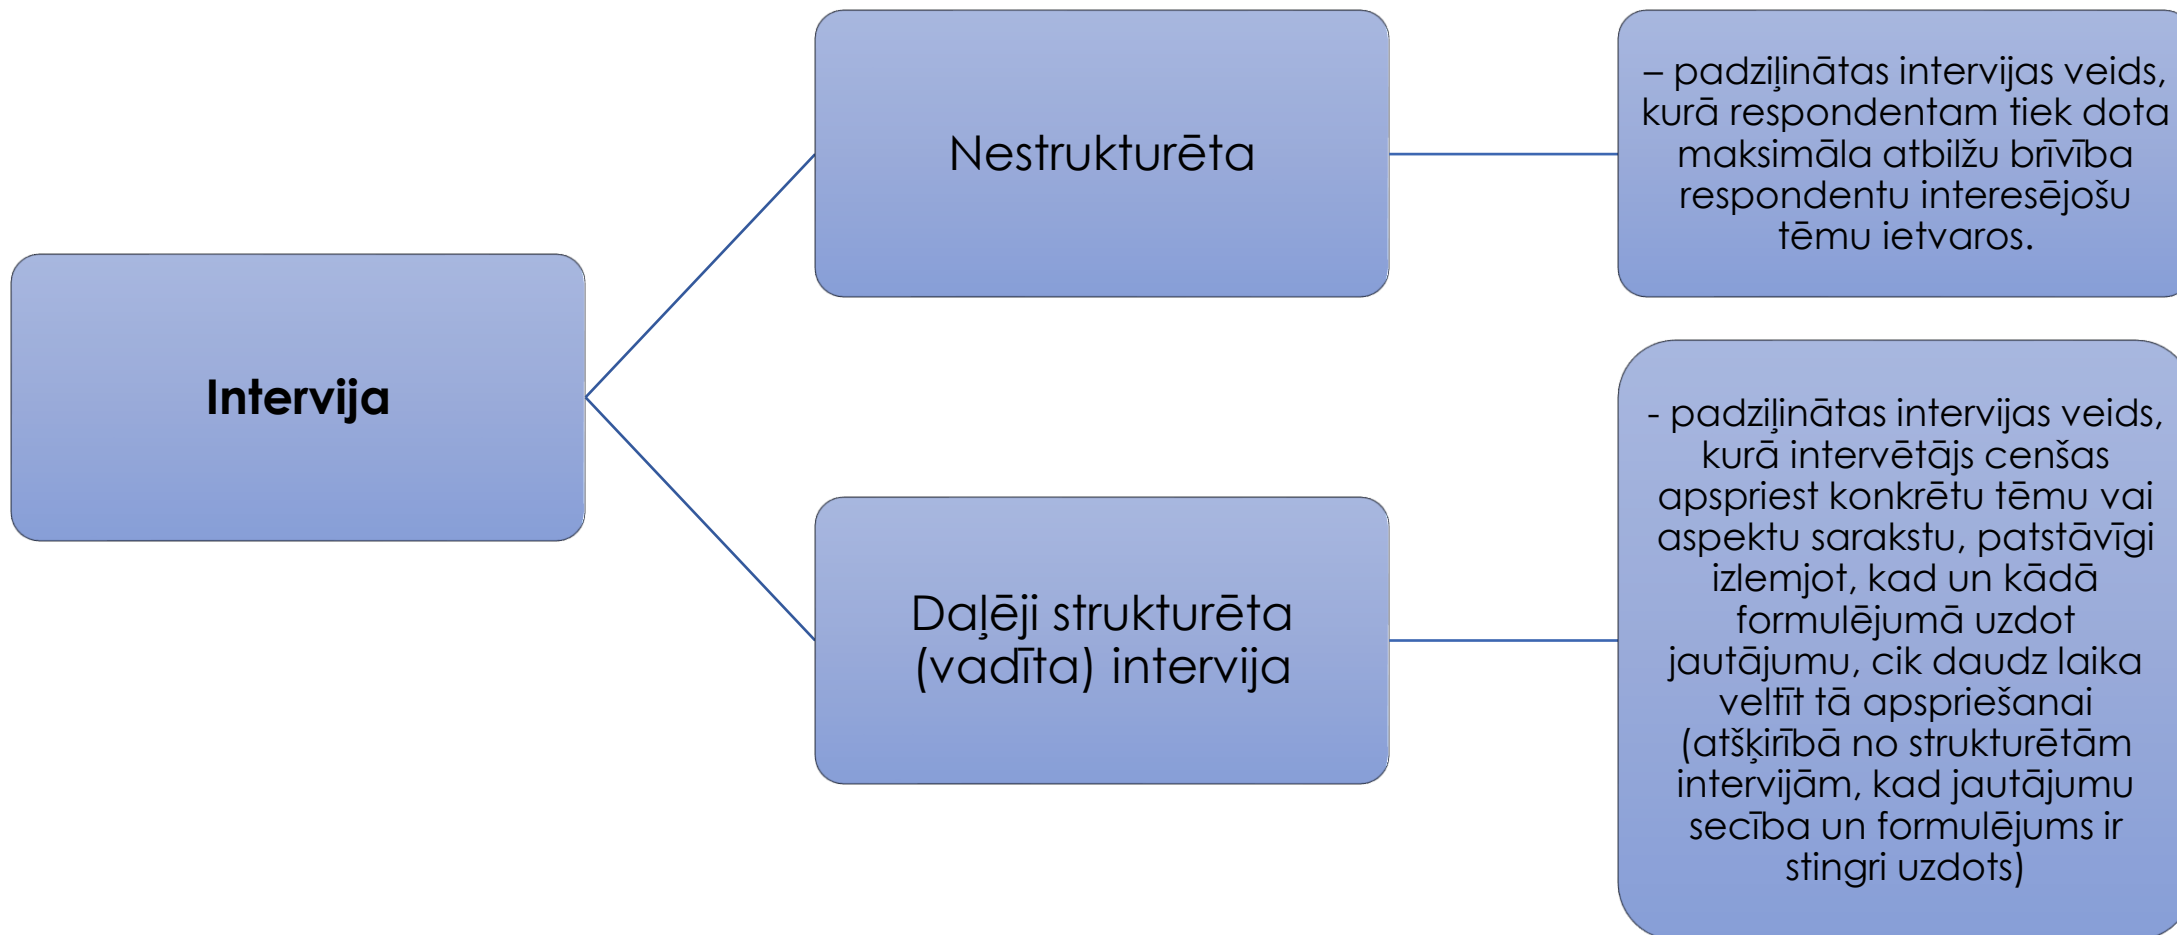 Intervija
Nestrukturēta
– padziļinātas intervijas veids,
kurā respondentam tiek dota
maksimāla atbilžu brīvība
respondentu interesējošu
tēmu ietvaros.
Daļēji strukturēta
(vadīta) intervija
- padziļinātas intervijas veids,
kurā intervētājs cenšas
apspriest konkrētu tēmu vai
aspektu sarakstu, patstāvīgi
izlemjot, kad un kādā
formulējumā uzdot
jautājumu, cik daudz laika
veltīt tā apspriešanai
(atšķirībā no strukturētām
intervijām, kad jautājumu
secība un formulējums ir
stingri uzdots)